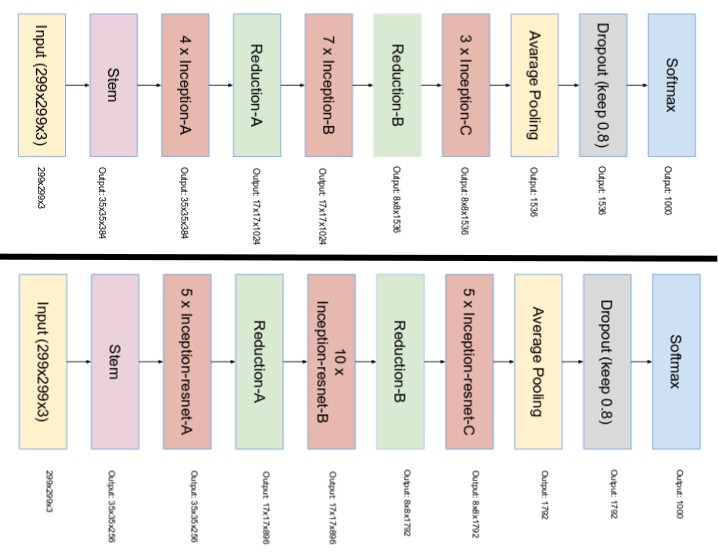 Input (299x299x3)
Stem
4 x Inception-A
Reduction-A
7 x Inception-B
Reduction-B
3 x Inception-C
Avarage Pooling
Dropout (keep 0.8)
Softmax
299x299x3
Output: 35x35x384
Output: 35x35x384
Output: 17x17x1024
Output: 17x17x1024
Output: 8x8x1536
Output: 8x8x1536
Output: 1536
Output: 1536
Output: 1000
Input (299x299x3)
Stem
5 x Inception-resnet-A
Reduction-A
10 x
Inception-resnet-B
Reduction-B
5 x Inception-resnet-C
Average Pooling
Dropout (keep 0.8)
Softmax
299x299x3
Output: 35x35x256
Output: 35x35x256
Output: 17x17x896
Output: 17x17x896
Output: 8x8x1792
Output: 8x8x1792
Output: 1792
Output: 1792
Output: 1000